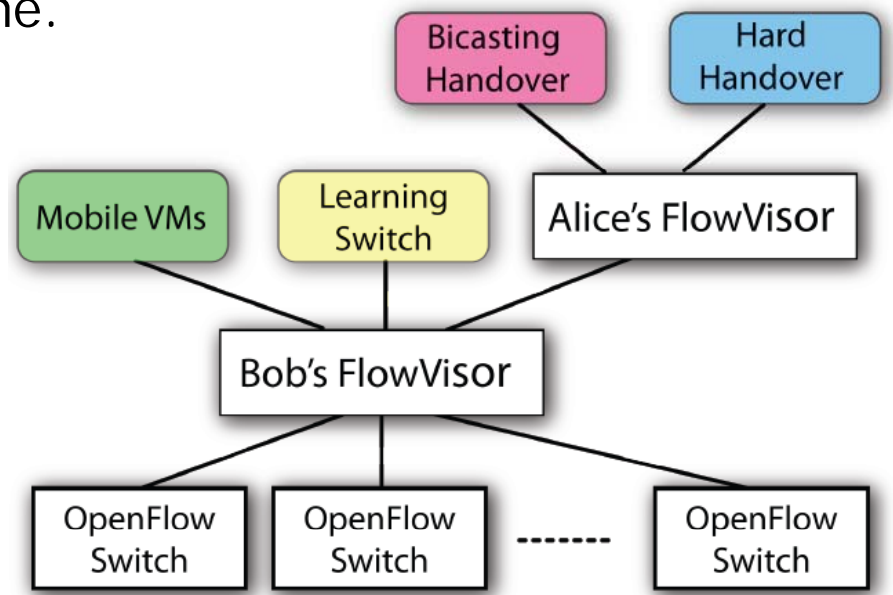 ne.
Bicasting
Handover
Hard
Handover
Mobile VMs
Learning
Switch
Alice's FlowVisor
Bob's FlowVisor
OpenFlow
Switch
OpenFlow
Switch
OpenFlow
Switch